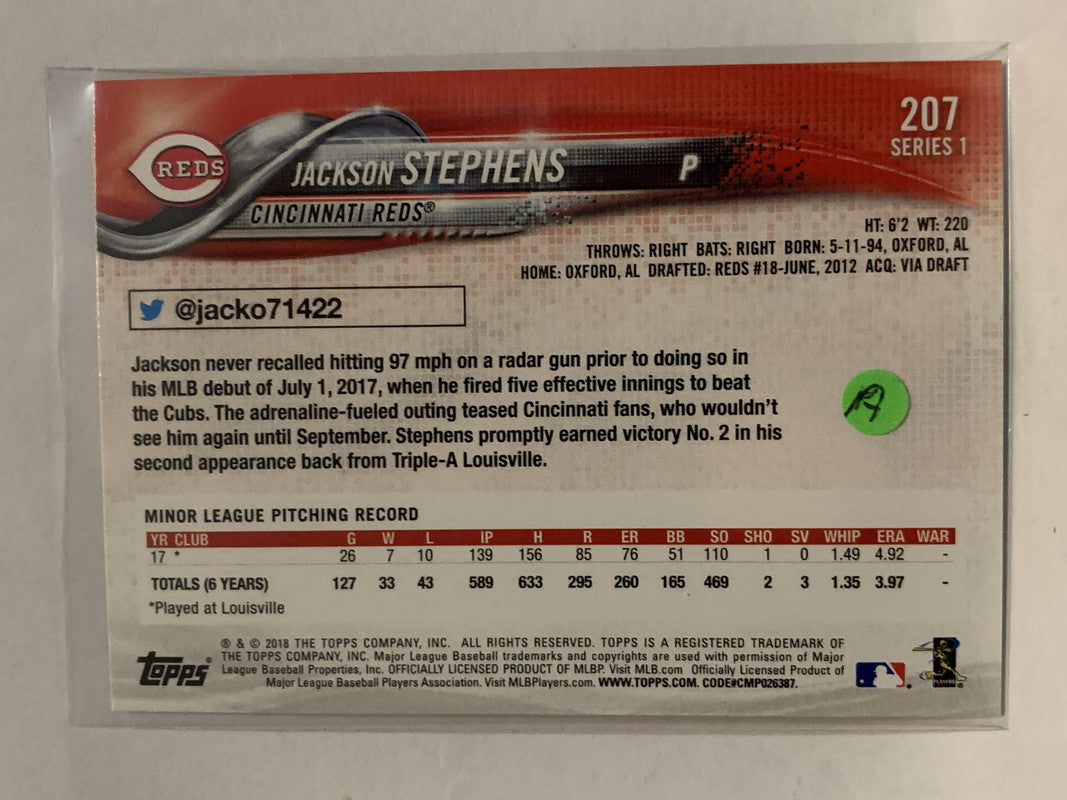 207
SERIES 1
REDS
JACKSON STEPHENS P
CINCINNATI REDS®
HT: 6'2 WT: 220
THROWS: RIGHT BATS: RIGHT BORN: 5-11-94, OXFORD, AL
HOME: OXFORD, AL DRAFTED: REDS #18-JUNE, 2012 ACQ: VIA DRAFT
@jacko71422
Jackson never recalled hitting 97 mph on a radar gun prior to doing so in
his MLB debut of July 1, 2017, when he fired five effective innings to beat
the Cubs. The adrenaline-fueled outing teased Cincinnati fans, who wouldn't
see him again until September. Stephens promptly earned victory No. 2 in his
second appearance back from Triple-A Louisville.
MINOR LEAGUE PITCHING RECORD
YR CLUB G W L IP H R ER BB SO SHO SV WHIP ERA WAR
17 * 26 7 10 139 156 85 76 51 110 1 0 1.49 4.92 -
TOTALS (6 YEARS) 127 33 43 589 633 295 260 165 469 2 3 1.35 3.97 -
*Played at Louisville
® & © 2018 THE TOPPS COMPANY, INC. ALL RIGHTS RESERVED. TOPPS IS A REGISTERED TRADEMARK OF
THE TOPPS COMPANY, INC. Major League Baseball trademarks and copyrights are used with permission of Major
League Baseball Properties, Inc. OFFICIALLY LICENSED PRODUCT OF MLBP. Visit MLB.com Officially Licensed Product of
Major League Baseball Players Association. Visit MLBPlayers.com. WWW.TOPPS.COM. CODE#CMP026387.
Topps®
PLAYERS